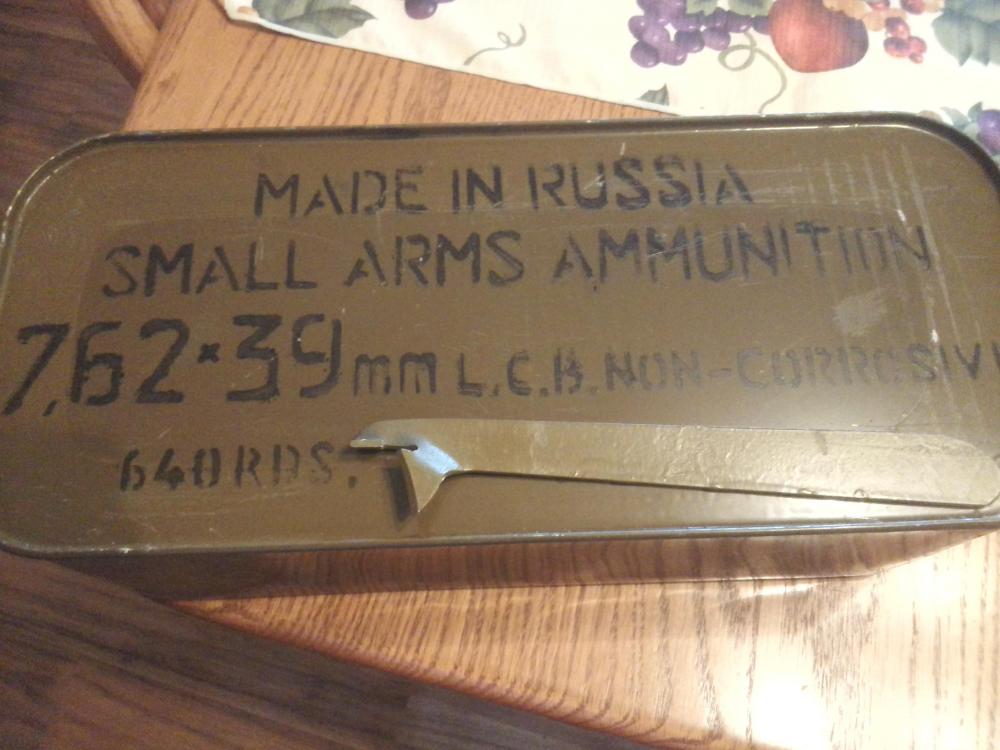 MADE IN RUSSIA
SMALL ARMS AMMUNITION
7,62×39mm L.C.B. NON-CORROSIV
640RDS.